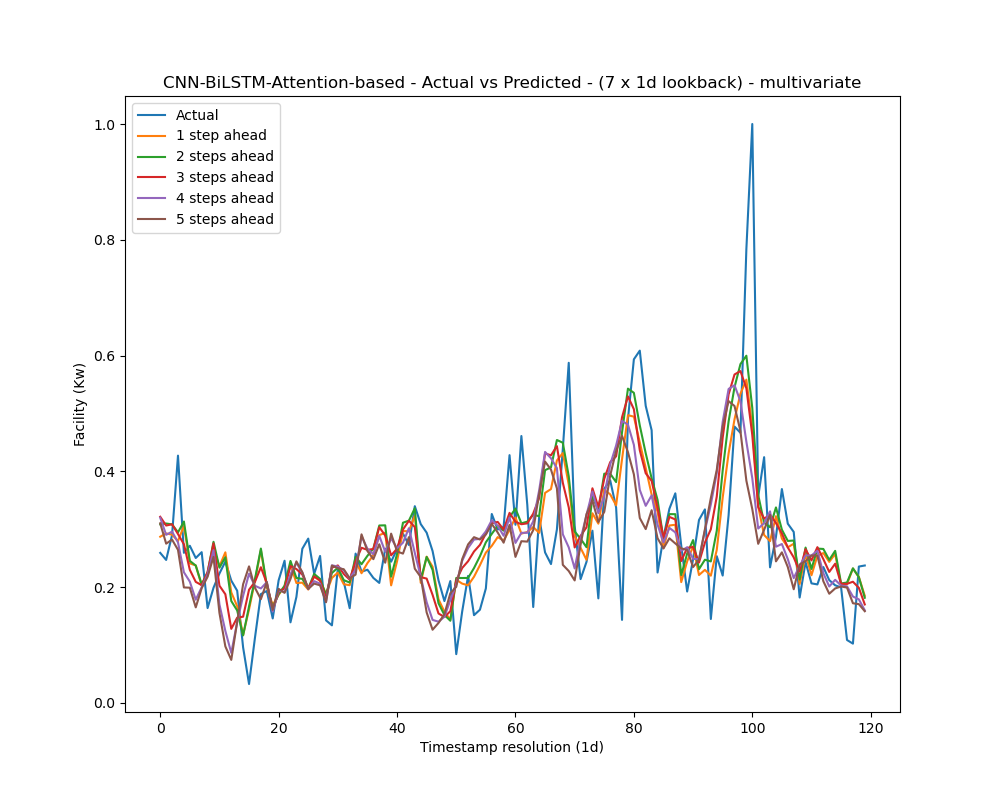 CNN-BiLSTM-Attention-based - Actual vs Predicted - (7 x 1d lookback) - multivariate
Actual
1 step ahead
2 steps ahead
3 steps ahead
4 steps ahead
5 steps ahead
1.0
0.8
0.6
0.4
0.2
0.0
Facility (Kw)
0 20 40 60 80 100 120
Timestamp resolution (1d)